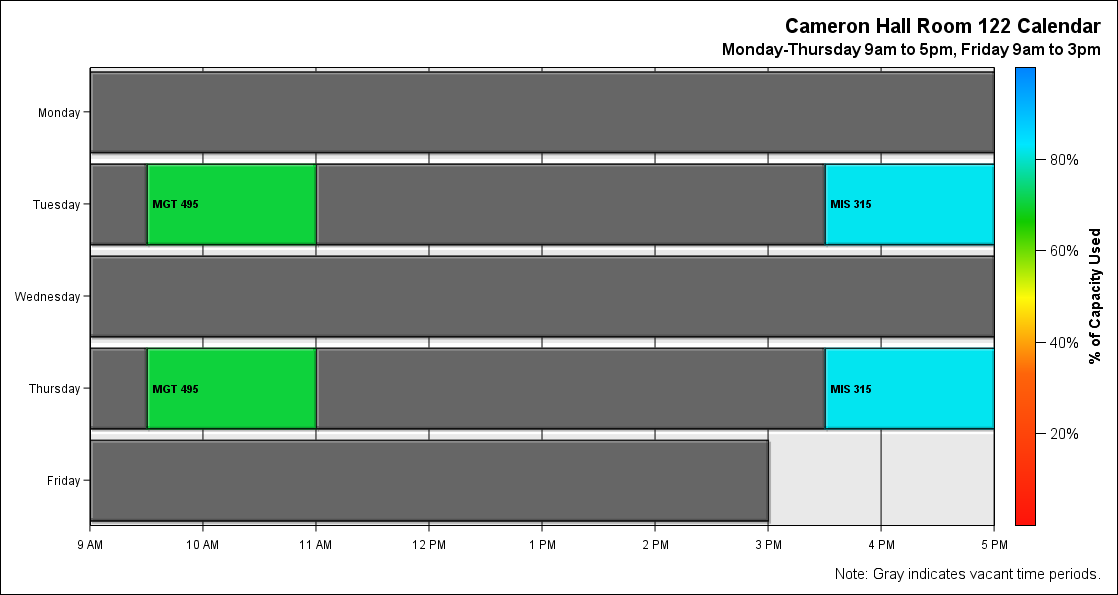 Cameron Hall Room 122 Calendar
Monday-Thursday 9am to 5pm, Friday 9am to 3pm
Monday
Tuesday
MGT 495
MIS 315
Wednesday
Thursday
MGT 495
MIS 315
Friday
9 AM 10 AM 11 AM 12 PM 1 PM 2 PM 3 PM 4 PM 5 PM
80%
60%
40%
20%
% of Capacity Used
Note: Gray indicates vacant time periods.